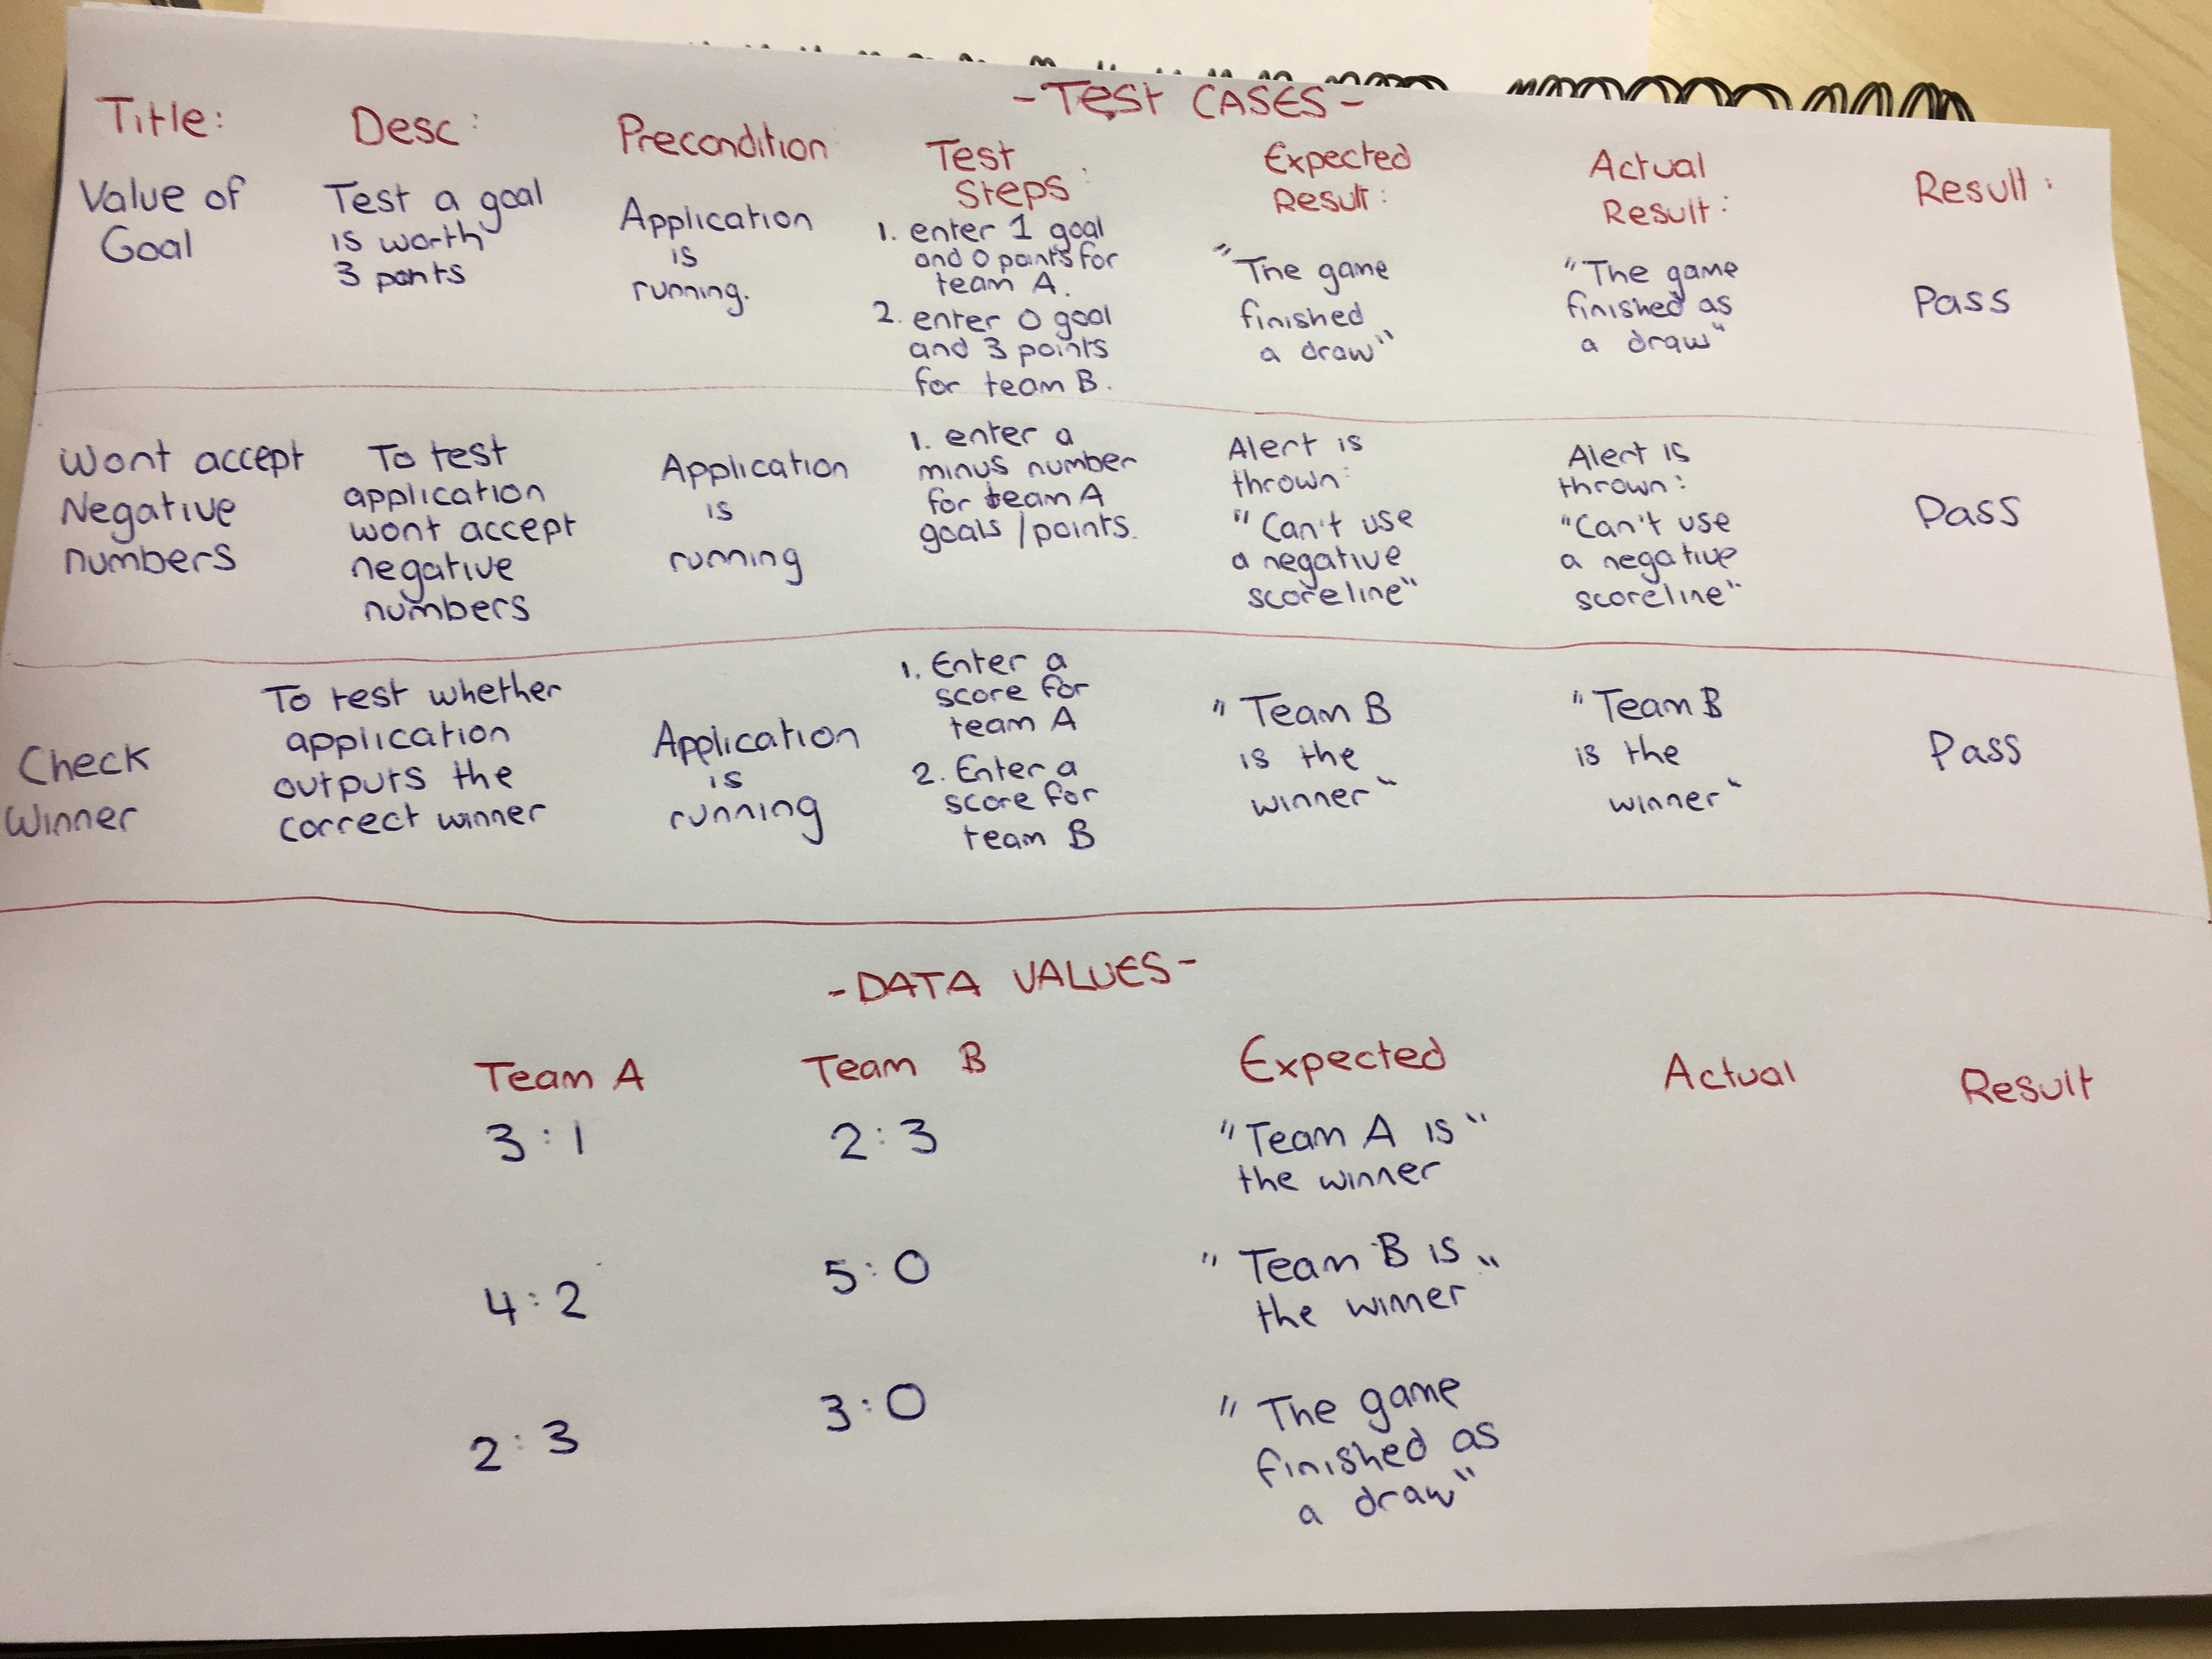 - TEST CASES -
Title:
Desc:
Precondition
Test
Steps:
Expected
Result:
Actual
Result:
Result:
Value of
Goal
Test a goal
is worth
3 ponts
Application
is
running.
1. enter 1 goal
and 0 points for
team A.
2. enter 0 goal
and 3 points
for team B.
"The game
finished
a draw"
"The game
finished as
a draw"
Pass
Wont accept
Negative
numbers
To test
application
wont accept
negative
numbers
Application
is
running
1. enter a
minus number
for team A
goals / points.
Alert is
thrown:
"Can't use
a negative
scoreline"
Alert is
thrown:
"Can't use
a negative
scoreline"
Pass
Check
Winner
To test whether
application
outputs the
correct winner
Application
is
running
1. Enter a
score for
team A
2. Enter a
score for
team B
"Team B
is the
winner"
"Team B
is the
winner"
Pass
- DATA VALUES -
Team A
Team B
Expected
Actual
Result
3:1
2:3
"Team A is"
the winner
4:2
5:0
"Team B is"
the winner
2:3
3:0
"The game
finished as
a draw"